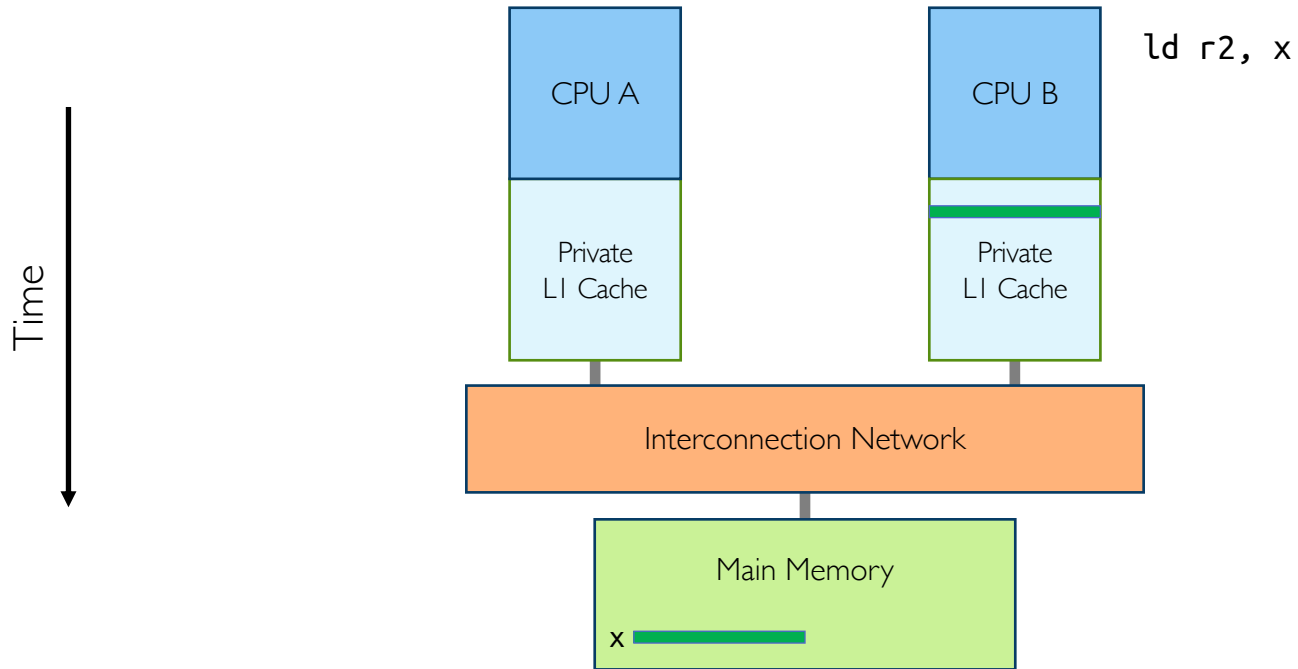 CPU A
CPU B
ld r2, x
Time
Private
L1 Cache
Private
L1 Cache
Interconnection Network
Main Memory
x